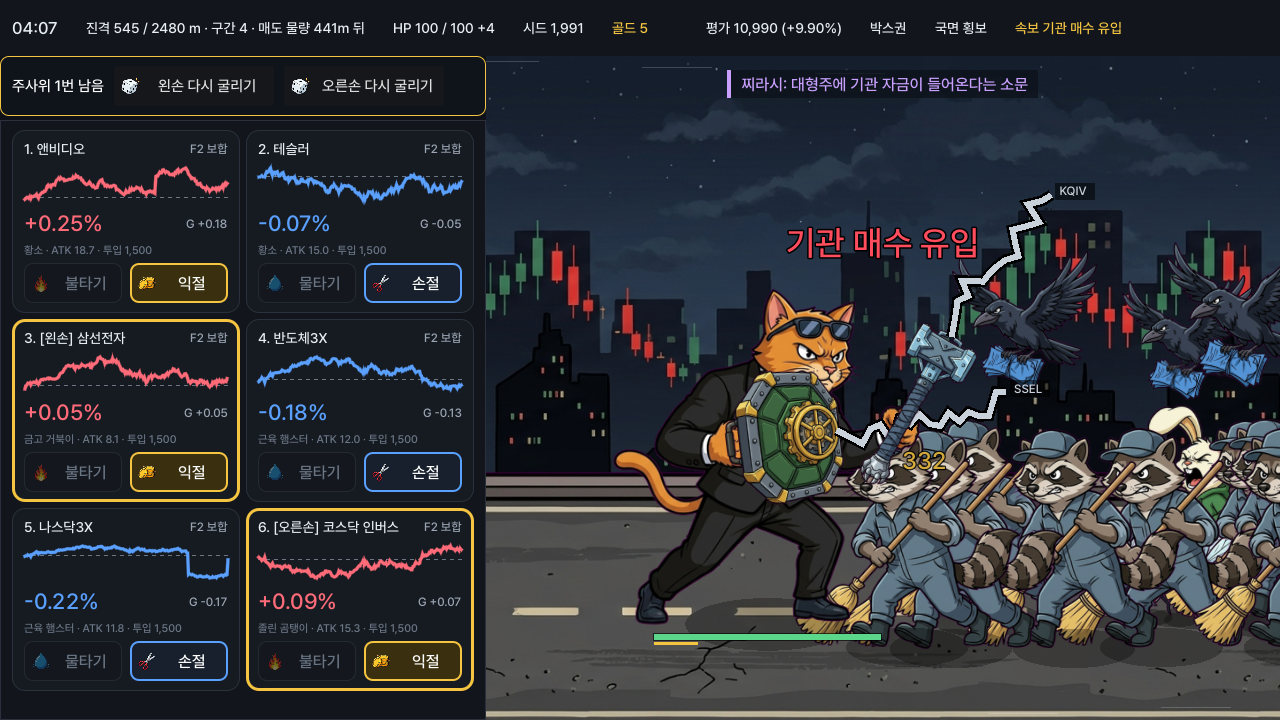 04:07 진격 545 / 2480 m · 구간 4 · 매도 물량 441m 뒤 HP 100 / 100 +4 시드 1,991 골드 5 평가 10,990 (+9.90%) 박스권 국면 횡보 속보 기관 매수 유입
주사위 1번 남음 왼손 다시 굴리기 오른손 다시 굴리기
찌라시: 대형주에 기관 자금이 들어온다는 소문
1. 앤비디오 F2 보합
+0.25% G +0.18
황소 · ATK 18.7 · 투입 1,500
불타기 익절
2. 테슬러 F2 보합
-0.07% G -0.05
황소 · ATK 15.0 · 투입 1,500
물타기 손절
3. [왼손] 삼선전자 F2 보합
+0.05% G +0.05
금고 거북이 · ATK 8.1 · 투입 1,500
불타기 익절
4. 반도체3X F2 보합
-0.18% G -0.13
근육 햄스터 · ATK 12.0 · 투입 1,500
물타기 손절
5. 나스닥3X F2 보합
-0.22% G -0.17
근육 햄스터 · ATK 11.8 · 투입 1,500
물타기 손절
6. [오른손] 코스닥 인버스 F2 보합
+0.09% G +0.07
졸린 곰탱이 · ATK 15.3 · 투입 1,500
불타기 익절
KQIV
기관 매수 유입
SSEL
332